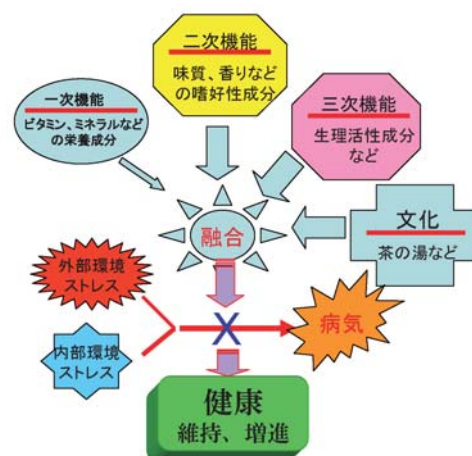 二次機能
味質、香りなど
の嗜好性成分
一次機能
ビタミン、ミネラルなど
の栄養成分
三次機能
生理活性成分
など
文化
茶の湯など
融合
外部環境
ストレス
X
病気
内部環境
ストレス
健康
維持、増進